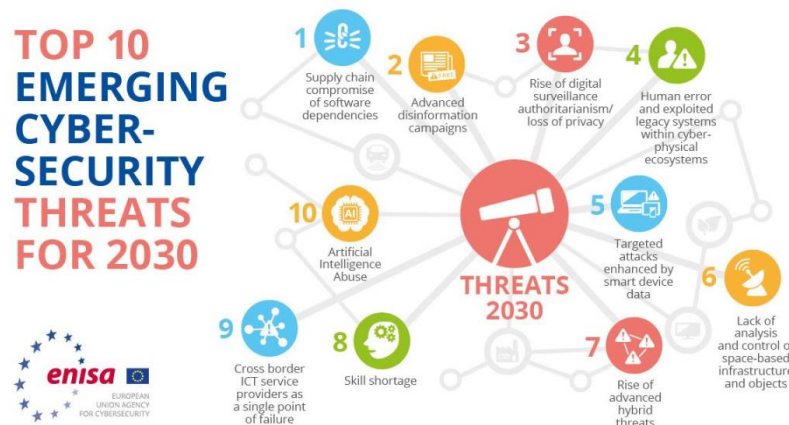 TOP 10
EMERGING
CYBER-
SECURITY
THREATS
FOR 2030
1
Supply chain
compromise
of software
dependencies
2
FAKE
Advanced
disinformation
campaigns
3
Rise of digital
surveillance
authoritarianism/
loss of privacy
4
Human error
and exploited
legacy systems
within cyber-
physical
ecosystems
THREATS
2030
5
Targeted
attacks
enhanced by
smart device
data
6
Lack of
analysis
and control o
space-based
infrastructure
and objects
7
Rise of
advanced
hybrid
threats
8
Skill shortage
9
Cross border
ICT service
providers as
a single point
of failure
10
AI
Artificial
Intelligence
Abuse
enisa
EUROPEAN
UNION AGENCY
FOR CYBERSECURITY